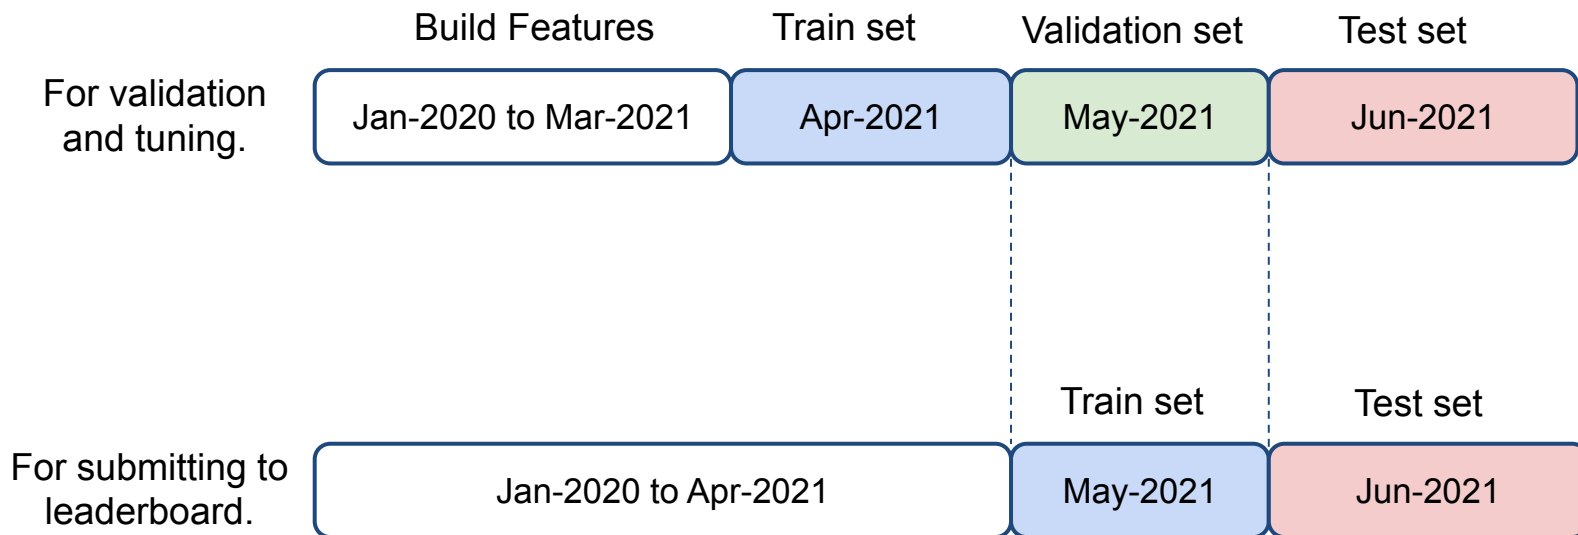 Build Features
Train set
Validation set
Test set
For validation
and tuning.
Jan-2020 to Mar-2021
Apr-2021
May-2021
Jun-2021
Train set
Test set
For submitting to
leaderboard.
Jan-2020 to Apr-2021
May-2021
Jun-2021